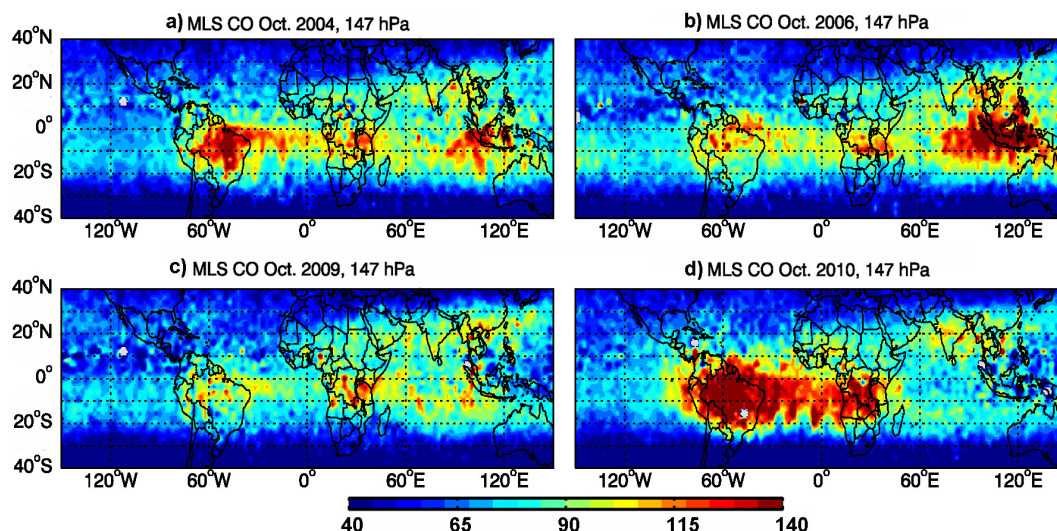 a) MLS CO Oct. 2004, 147 hPa
b) MLS CO Oct. 2006, 147 hPa
40°N
20°N
0°
20°S
40°S
120°W 60°W 0° 60°E 120°E
120°W 60°W 0° 60°E 120°E
c) MLS CO Oct. 2009, 147 hPa
d) MLS CO Oct. 2010, 147 hPa
40°N
20°N
0°
20°S
40°S
120°W 60°W 0° 60°E 120°E
120°W 60°W 0° 60°E 120°E
40 65 90 115 140